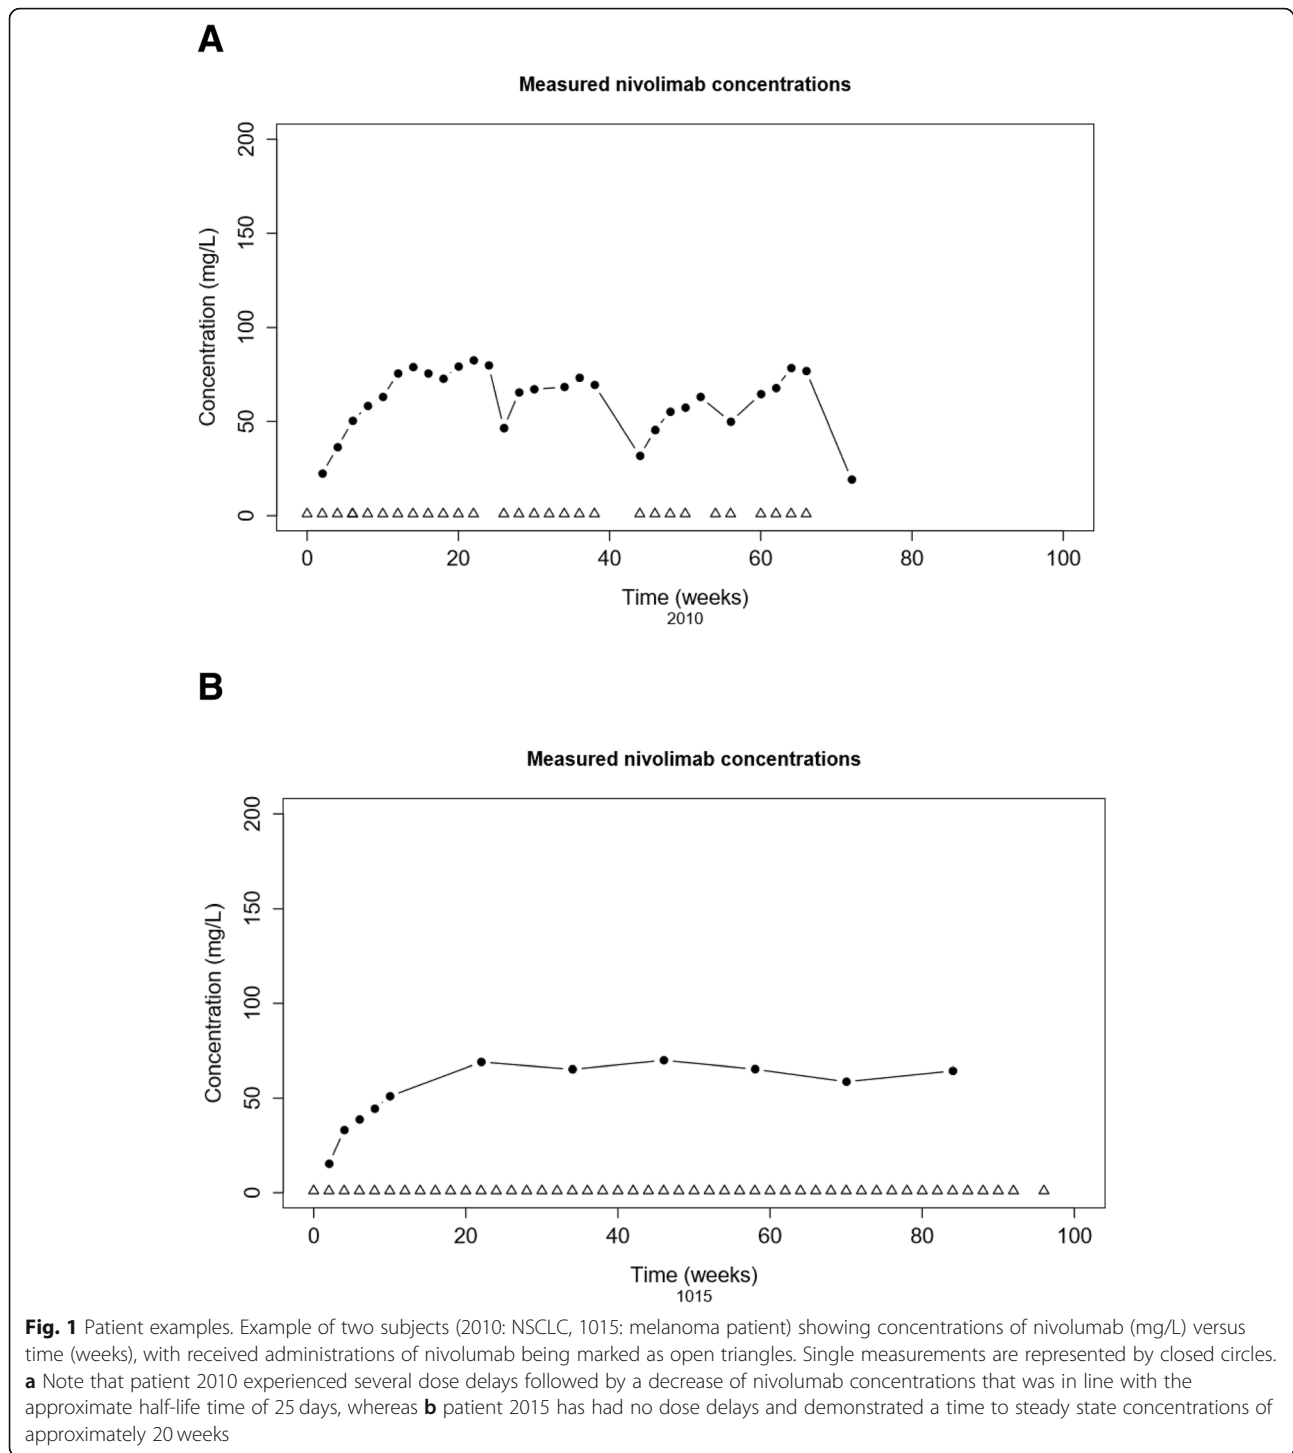 A
Measured nivolimab concentrations
Concentration (mg/L)
200
150
100
50
0
0 20 40 60 80 100
Time (weeks)
2010
B
Measured nivolimab concentrations
Concentration (mg/L)
200
150
100
50
0
0 20 40 60 80 100
Time (weeks)
1015
Fig. 1 Patient examples. Example of two subjects (2010: NSCLC, 1015: melanoma patient) showing concentrations of nivolumab (mg/L) versus
time (weeks), with received administrations of nivolumab being marked as open triangles. Single measurements are represented by closed circles.
a Note that patient 2010 experienced several dose delays followed by a decrease of nivolumab concentrations that was in line with the
approximate half-life time of 25 days, whereas b patient 2015 has had no dose delays and demonstrated a time to steady state concentrations of
approximately 20 weeks